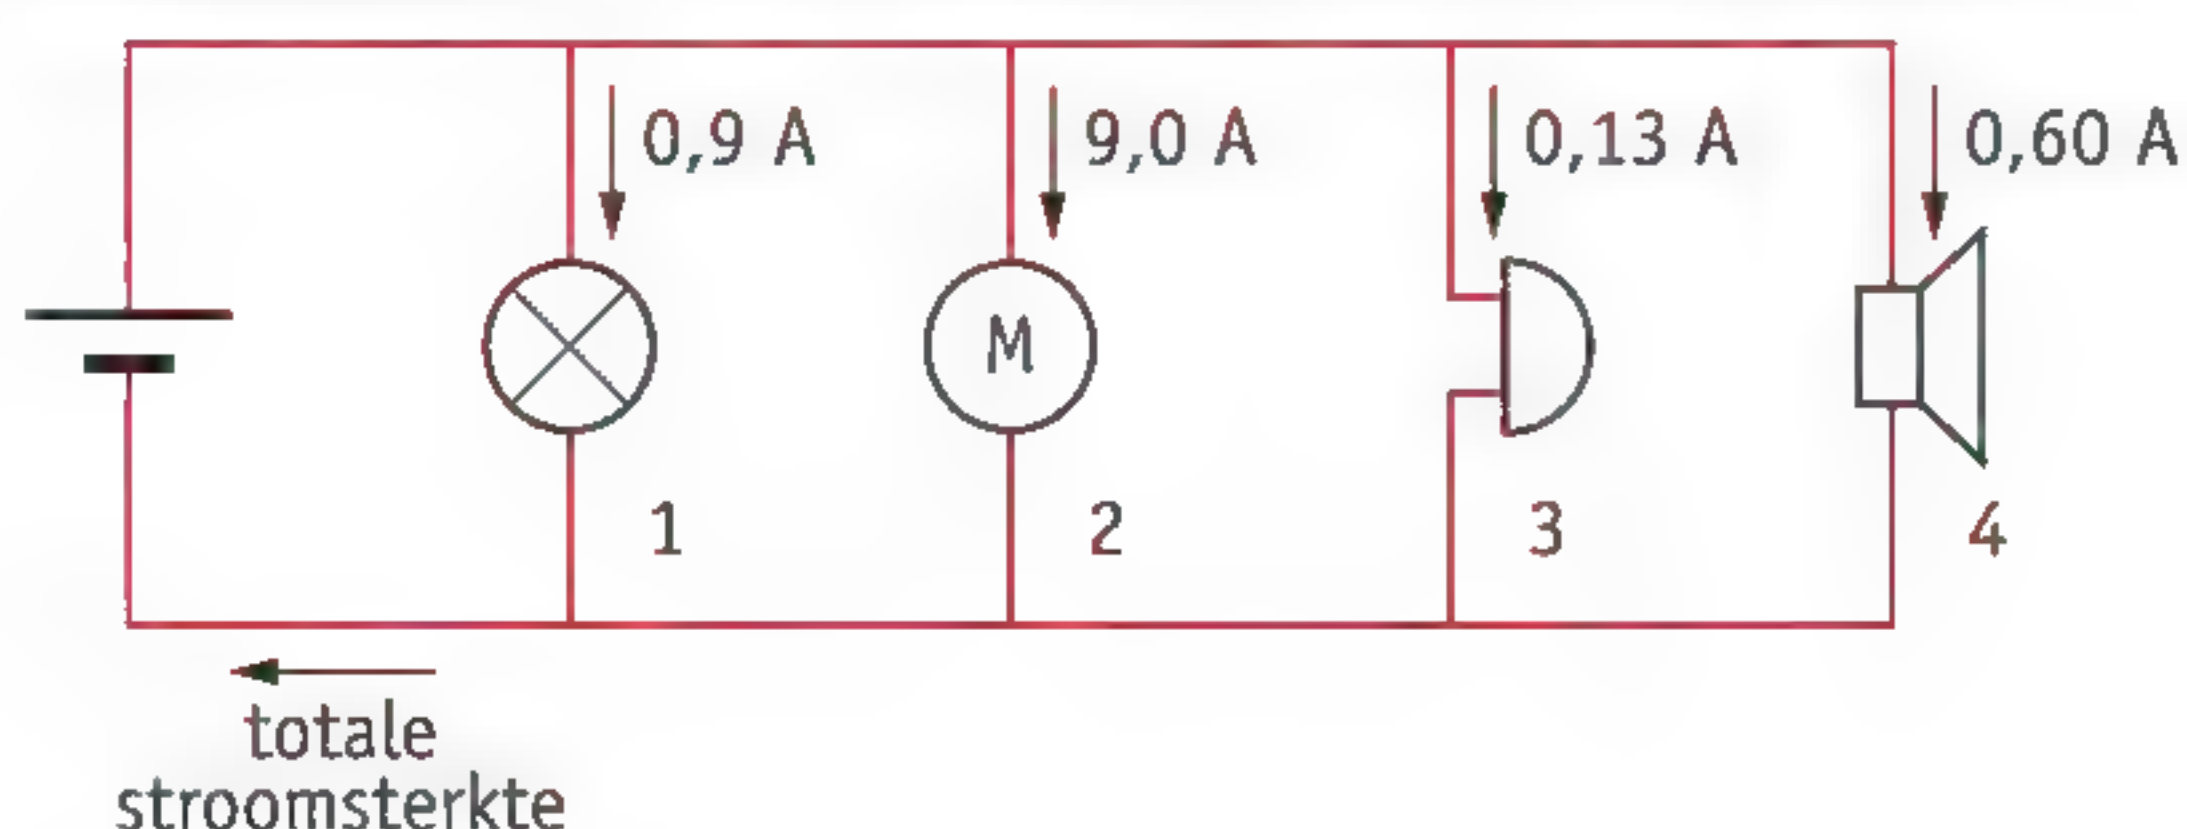 0,9 A
9,0 A
0,13 A
0,60 A
M
1
2
3
4
totale
stroomsterkte